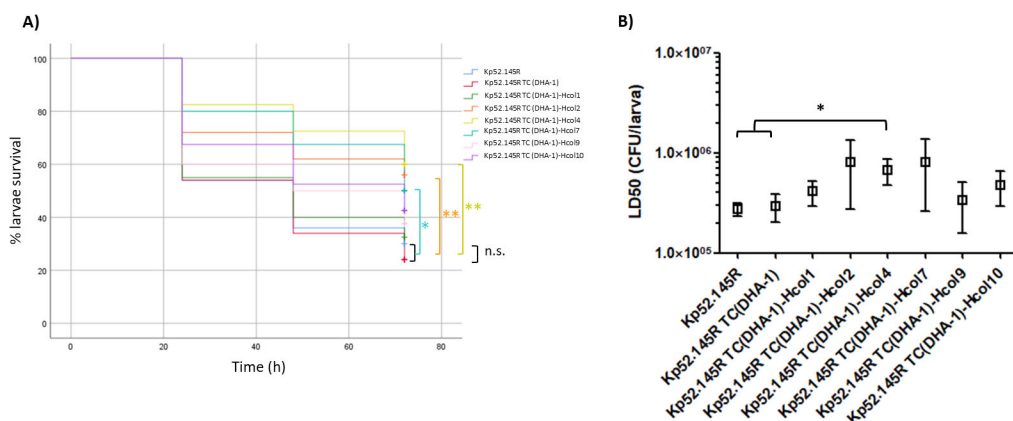 A)
% larvae survival
100
80
60
40
20
0
0
20
40
60
80
Time (h)
Kp52.145R
Kp52.145R TC (DHA-1)
Kp52.145R TC (DHA-1)-Hcol1
Kp52.145R TC (DHA-1)-Hcol2
Kp52.145R TC (DHA-1)-Hcol4
Kp52.145R TC (DHA-1)-Hcol7
Kp52.145R TC (DHA-1)-Hcol9
Kp52.145R TC (DHA-1)-Hcol10
*
**
**
n.s.
B)
LD50 (CFU/larva)
1.0×10⁰⁷
1.0×10⁰⁶
1.0×10⁰⁵
*
Kp52.145R
Kp52.145R TC(DHA-1)
Kp52.145R TC(DHA-1)-Hcol1
Kp52.145R TC(DHA-1)-Hcol2
Kp52.145R TC(DHA-1)-Hcol4
Kp52.145R TC(DHA-1)-Hcol7
Kp52.145R TC(DHA-1)-Hcol9
Kp52.145R TC(DHA-1)-Hcol10